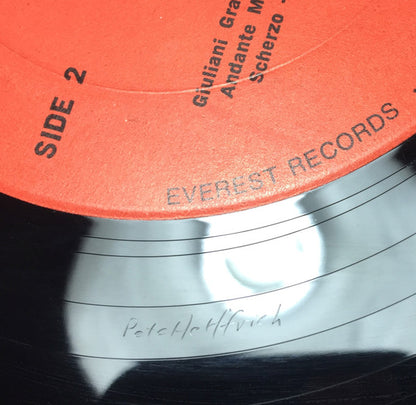 SIDE 2
Giuliani Gra
Andante M
Scherzo
EVEREST RECORDS